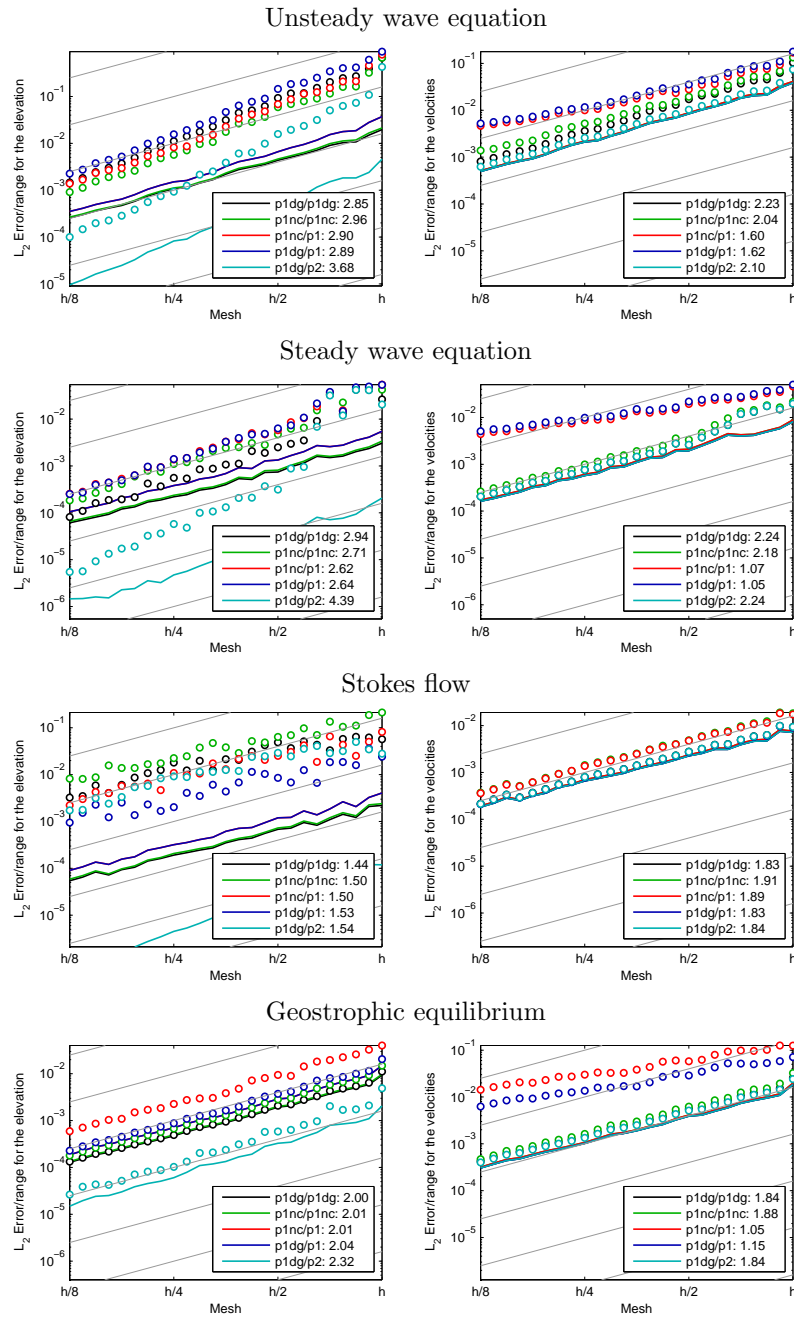 Unsteady wave equation
L2 Error/range for the elevation
10^-1
10^-2
10^-3
10^-4
10^-5
h/8
h/4
h/2
h
Mesh
p1dg/p1dg: 2.85
p1nc/p1nc: 2.96
p1nc/p1: 2.90
p1dg/p1: 2.89
p1dg/p2: 3.68
L2 Error/range for the velocities
10^-1
10^-2
10^-3
10^-4
10^-5
h/8
h/4
h/2
h
Mesh
p1dg/p1dg: 2.23
p1nc/p1nc: 2.04
p1nc/p1: 1.60
p1dg/p1: 1.62
p1dg/p2: 2.10
Steady wave equation
L2 Error/range for the elevation
10^-2
10^-3
10^-4
10^-5
10^-6
h/8
h/4
h/2
h
Mesh
p1dg/p1dg: 2.94
p1nc/p1nc: 2.71
p1nc/p1: 2.62
p1dg/p1: 2.64
p1dg/p2: 4.39
L2 Error/range for the velocities
10^-2
10^-3
10^-4
10^-5
10^-6
h/8
h/4
h/2
h
Mesh
p1dg/p1dg: 2.24
p1nc/p1nc: 2.18
p1nc/p1: 1.07
p1dg/p1: 1.05
p1dg/p2: 2.24
Stokes flow
L2 Error/range for the elevation
10^-1
10^-2
10^-3
10^-4
10^-5
h/8
h/4
h/2
h
Mesh
p1dg/p1dg: 1.44
p1nc/p1nc: 1.50
p1nc/p1: 1.50
p1dg/p1: 1.53
p1dg/p2: 1.54
L2 Error/range for the velocities
10^-2
10^-3
10^-4
10^-5
10^-6
h/8
h/4
h/2
h
Mesh
p1dg/p1dg: 1.83
p1nc/p1nc: 1.91
p1nc/p1: 1.89
p1dg/p1: 1.83
p1dg/p2: 1.84
Geostrophic equilibrium
L2 Error/range for the elevation
10^-2
10^-3
10^-4
10^-5
10^-6
h/8
h/4
h/2
h
Mesh
p1dg/p1dg: 2.00
p1nc/p1nc: 2.01
p1nc/p1: 2.01
p1dg/p1: 2.04
p1dg/p2: 2.32
L2 Error/range for the velocities
10^-1
10^-2
10^-3
10^-4
10^-5
h/8
h/4
h/2
h
Mesh
p1dg/p1dg: 1.84
p1nc/p1nc: 1.88
p1nc/p1: 1.05
p1dg/p1: 1.15
p1dg/p2: 1.84